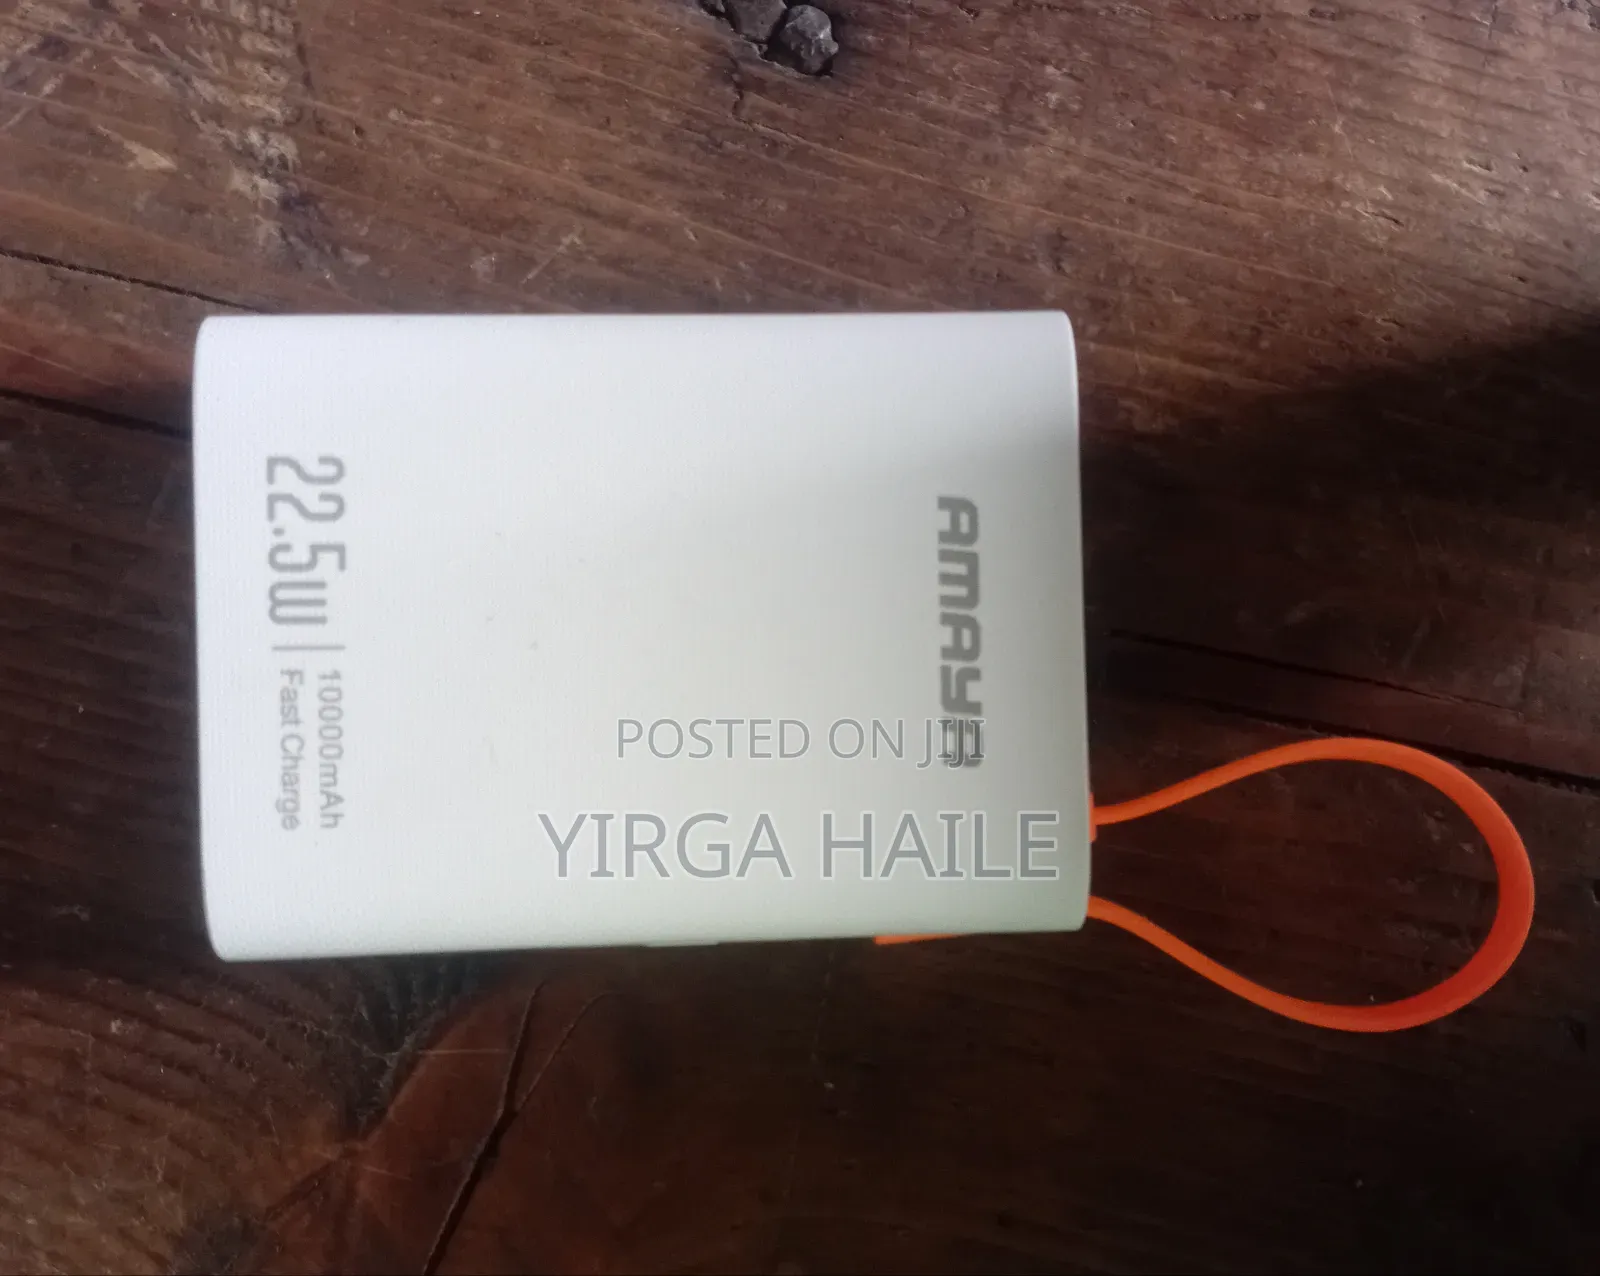 AMAYA
22.5W
10000mAh
Fast Charge
POSTED ON JIJI
YIRGA HAILE